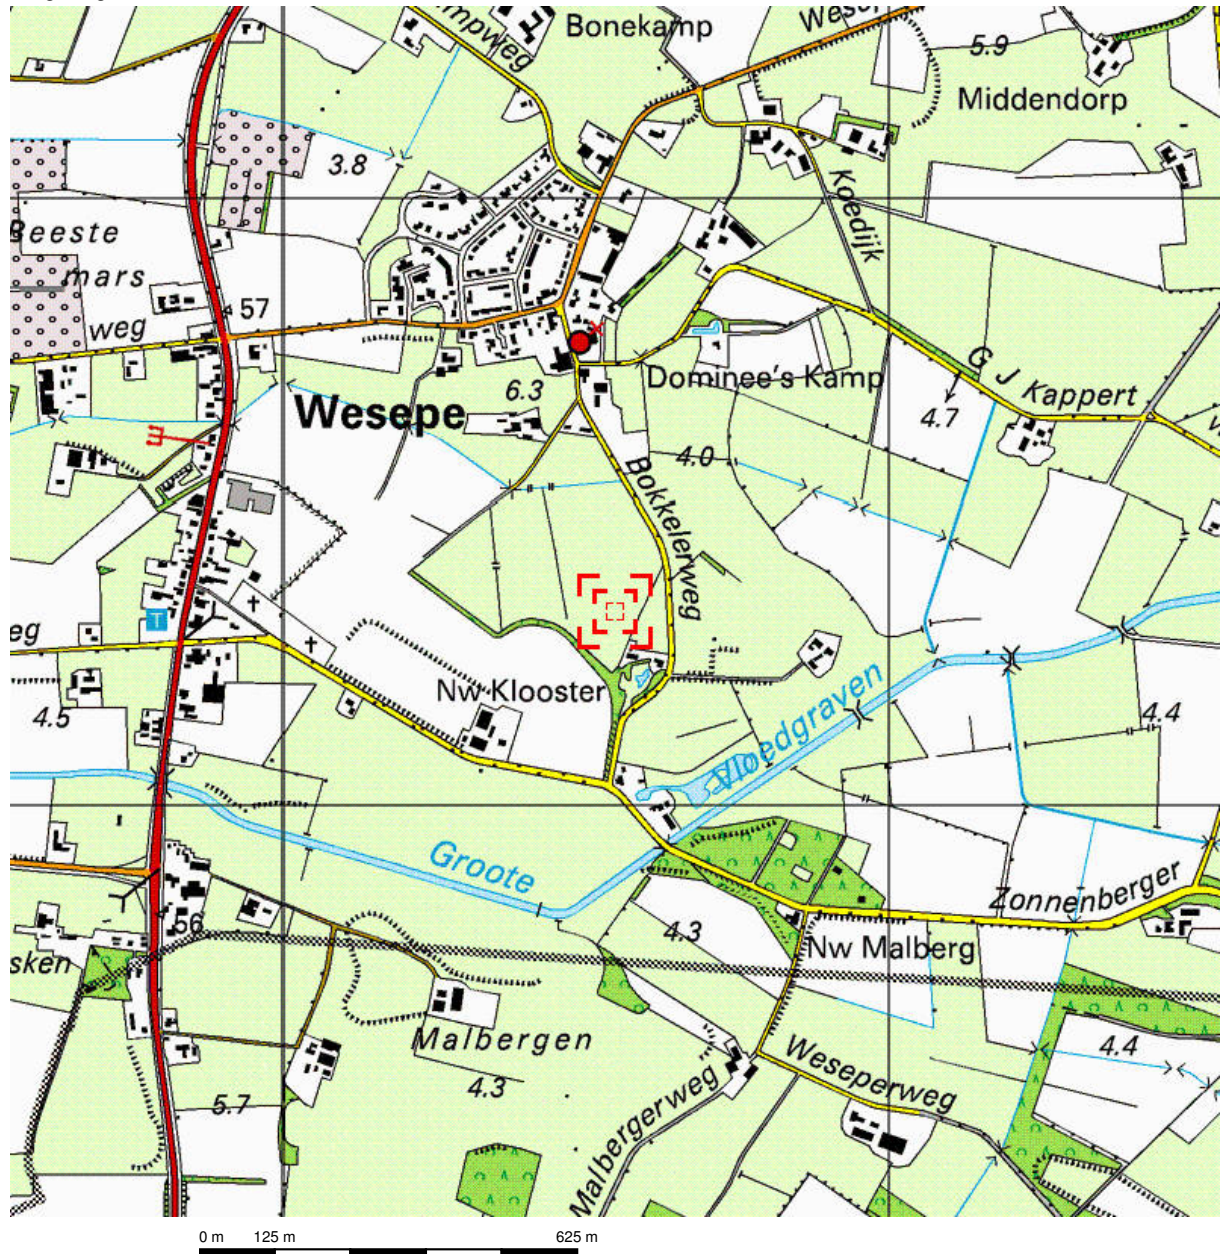 Bonekamp
5.9
Middendorp
3.8
Koedijk
Beeste
mars
weg
57
G J Kappert
Dominee's Kamp
6.3
4.7
Wesepe
4.0
Bokkelerweg
T
eg
Nw Klooster
4.5
Vloedgraven
4.4
Groote
Zonnenberger
56
4.3
Nw Malberg
sken
Malbergen
4.3
Weseperweg
4.4
5.7
Malbergerweg
0 m 125 m 625 m